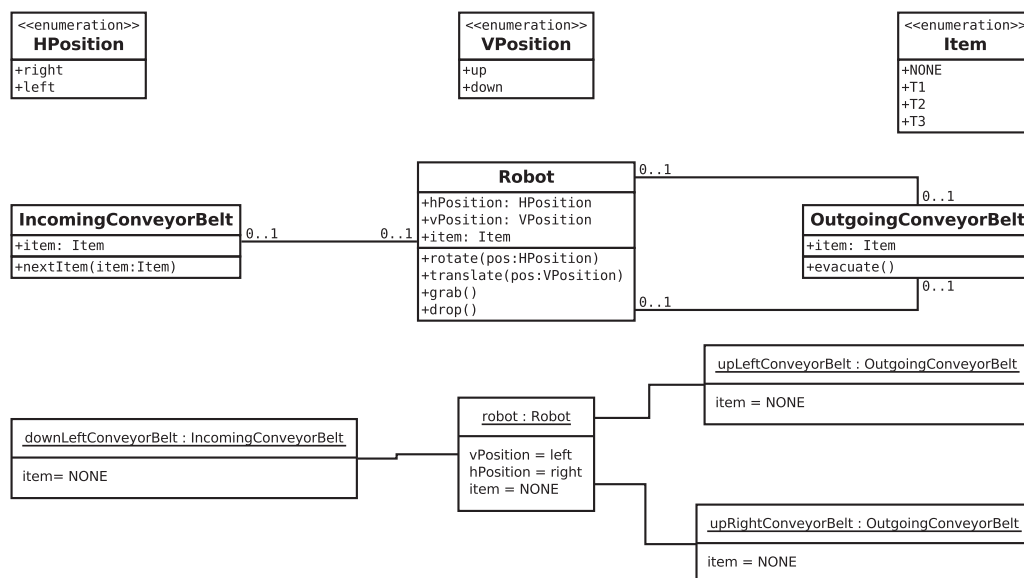 <<enumeration>>
HPosition
+right
+left
<<enumeration>>
VPosition
+up
+down
<<enumeration>>
Item
+NONE
+T1
+T2
+T3
IncomingConveyorBelt
+item: Item
+nextItem(item:Item)
0..1
0..1
Robot
+hPosition: HPosition
+vPosition: VPosition
+item: Item
+rotate(pos:HPosition)
+translate(pos:VPosition)
+grab()
+drop()
0..1
0..1
0..1
0..1
OutgoingConveyorBelt
+item: Item
+evacuate()
downLeftConveyorBelt : IncomingConveyorBelt
item= NONE
robot : Robot
vPosition = left
hPosition = right
item = NONE
upLeftConveyorBelt : OutgoingConveyorBelt
item = NONE
upRightConveyorBelt : OutgoingConveyorBelt
item = NONE